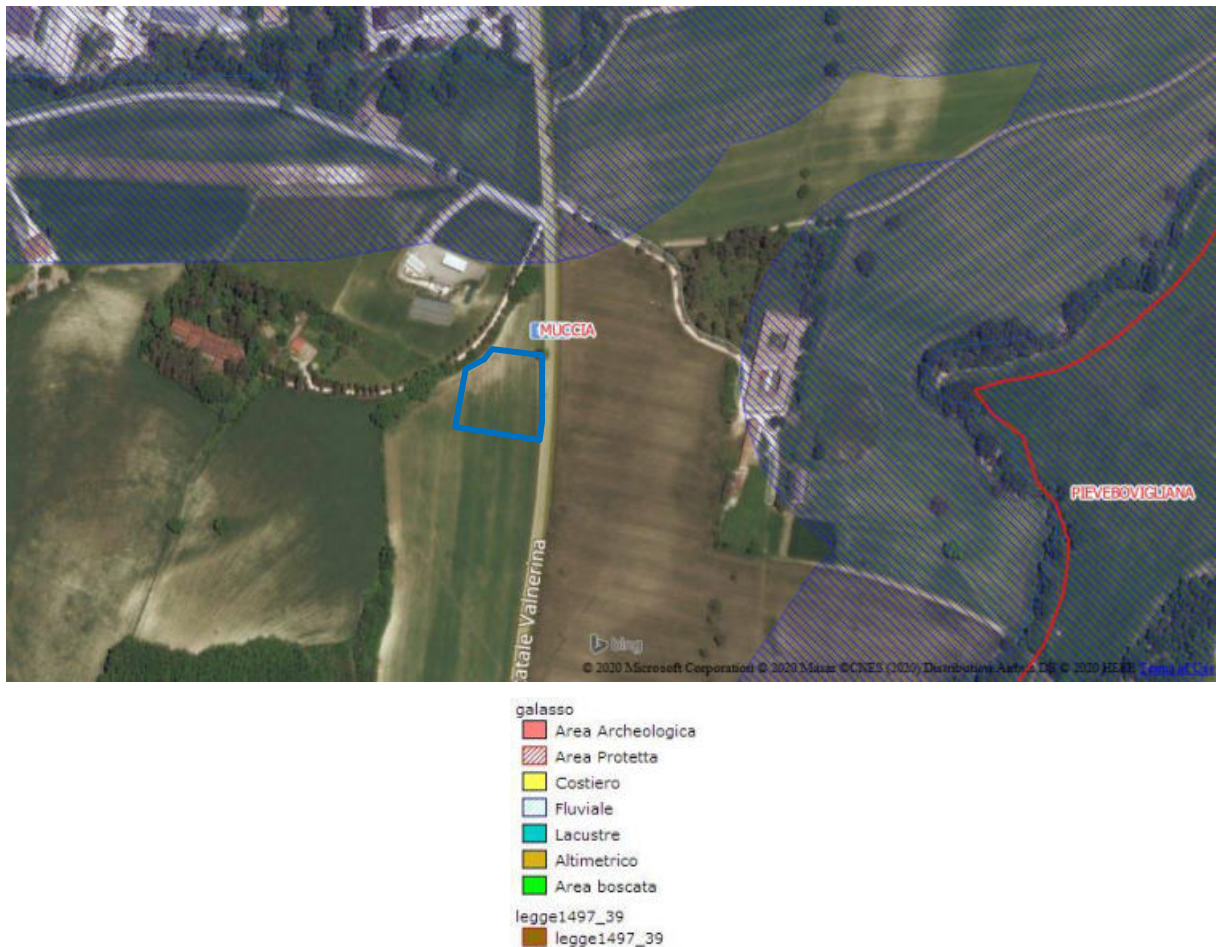 MUCCIA
PIEVEBOVIGLIANA
atale Valnerina
bing
© 2020 Microsoft Corporation © 2020 Maxar ©CNES (2020) Distribution Airbus DS © 2020 HERE Terms of Use
galasso
Area Archeologica
Area Protetta
Costiero
Fluviale
Lacustre
Altimetrico
Area boscata
legge1497_39
legge1497_39